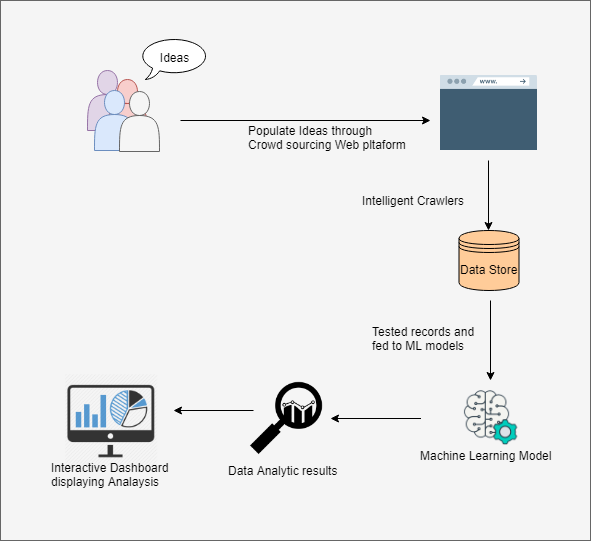 Ideas
www.
Populate Ideas through
Crowd sourcing Web pltaform
Intelligent Crawlers
Data Store
Tested records and
fed to ML models
Machine Learning Model
Data Analytic results
Interactive Dashboard
displaying Analaysis